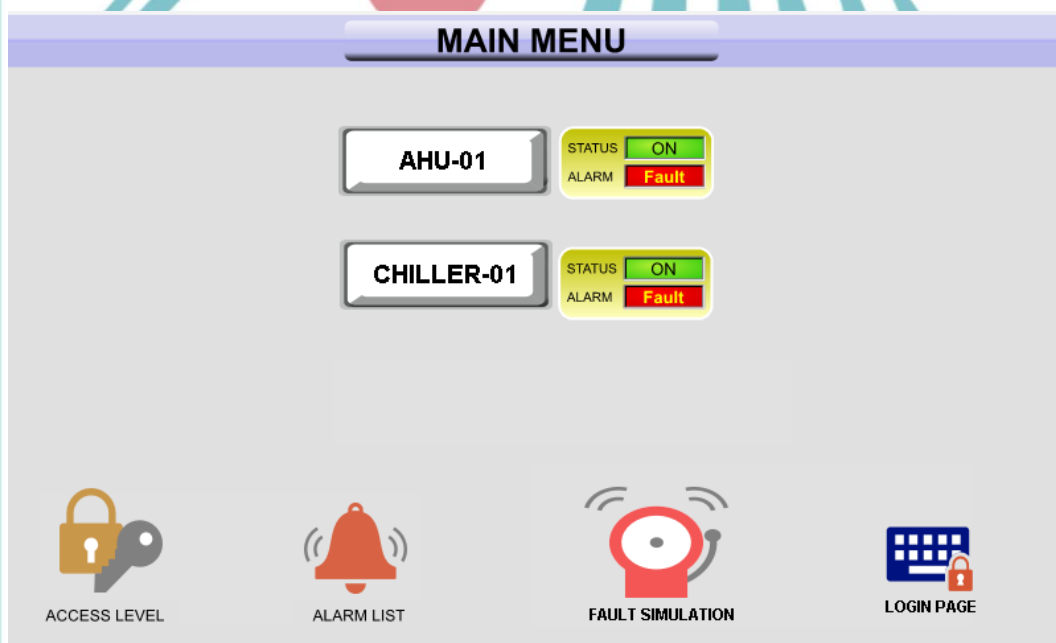 MAIN MENU
AHU-01
STATUS ON
ALARM Fault
CHILLER-01
STATUS ON
ALARM Fault
ACCESS LEVEL
ALARM LIST
FAULT SIMULATION
LOGIN PAGE